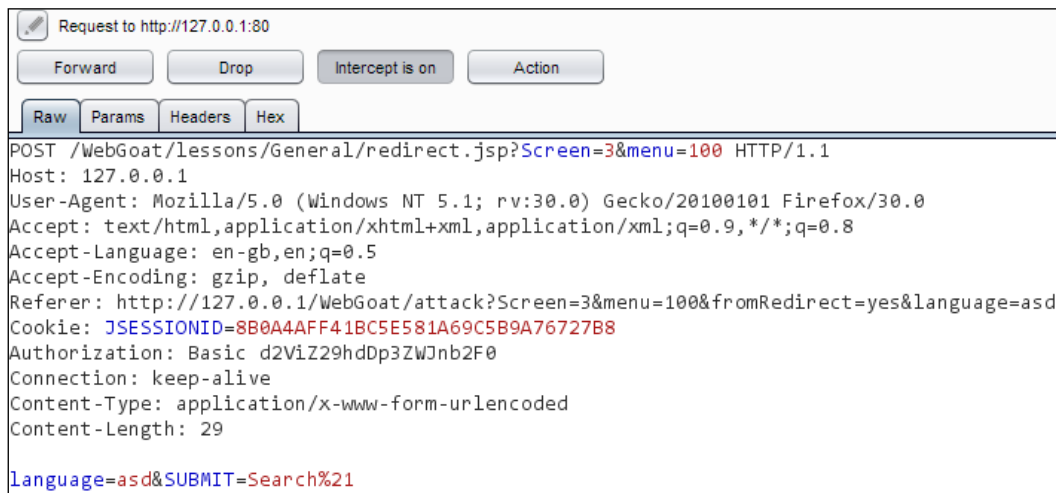 Request to http://127.0.0.1:80
Forward Drop Intercept is on Action
Raw Params Headers Hex
POST /WebGoat/lessons/General/redirect.jsp?Screen=3&menu=100 HTTP/1.1
Host: 127.0.0.1
User-Agent: Mozilla/5.0 (Windows NT 5.1; rv:30.0) Gecko/20100101 Firefox/30.0
Accept: text/html,application/xhtml+xml,application/xml;q=0.9,*/*;q=0.8
Accept-Language: en-gb,en;q=0.5
Accept-Encoding: gzip, deflate
Referer: http://127.0.0.1/WebGoat/attack?Screen=3&menu=100&fromRedirect=yes&language=asd
Cookie: JSESSIONID=8B0A4AFF41BC5E581A69C5B9A76727B8
Authorization: Basic d2ViZ29hdDp3ZWJnb2F0
Connection: keep-alive
Content-Type: application/x-www-form-urlencoded
Content-Length: 29
language=asd&SUBMIT=Search%21